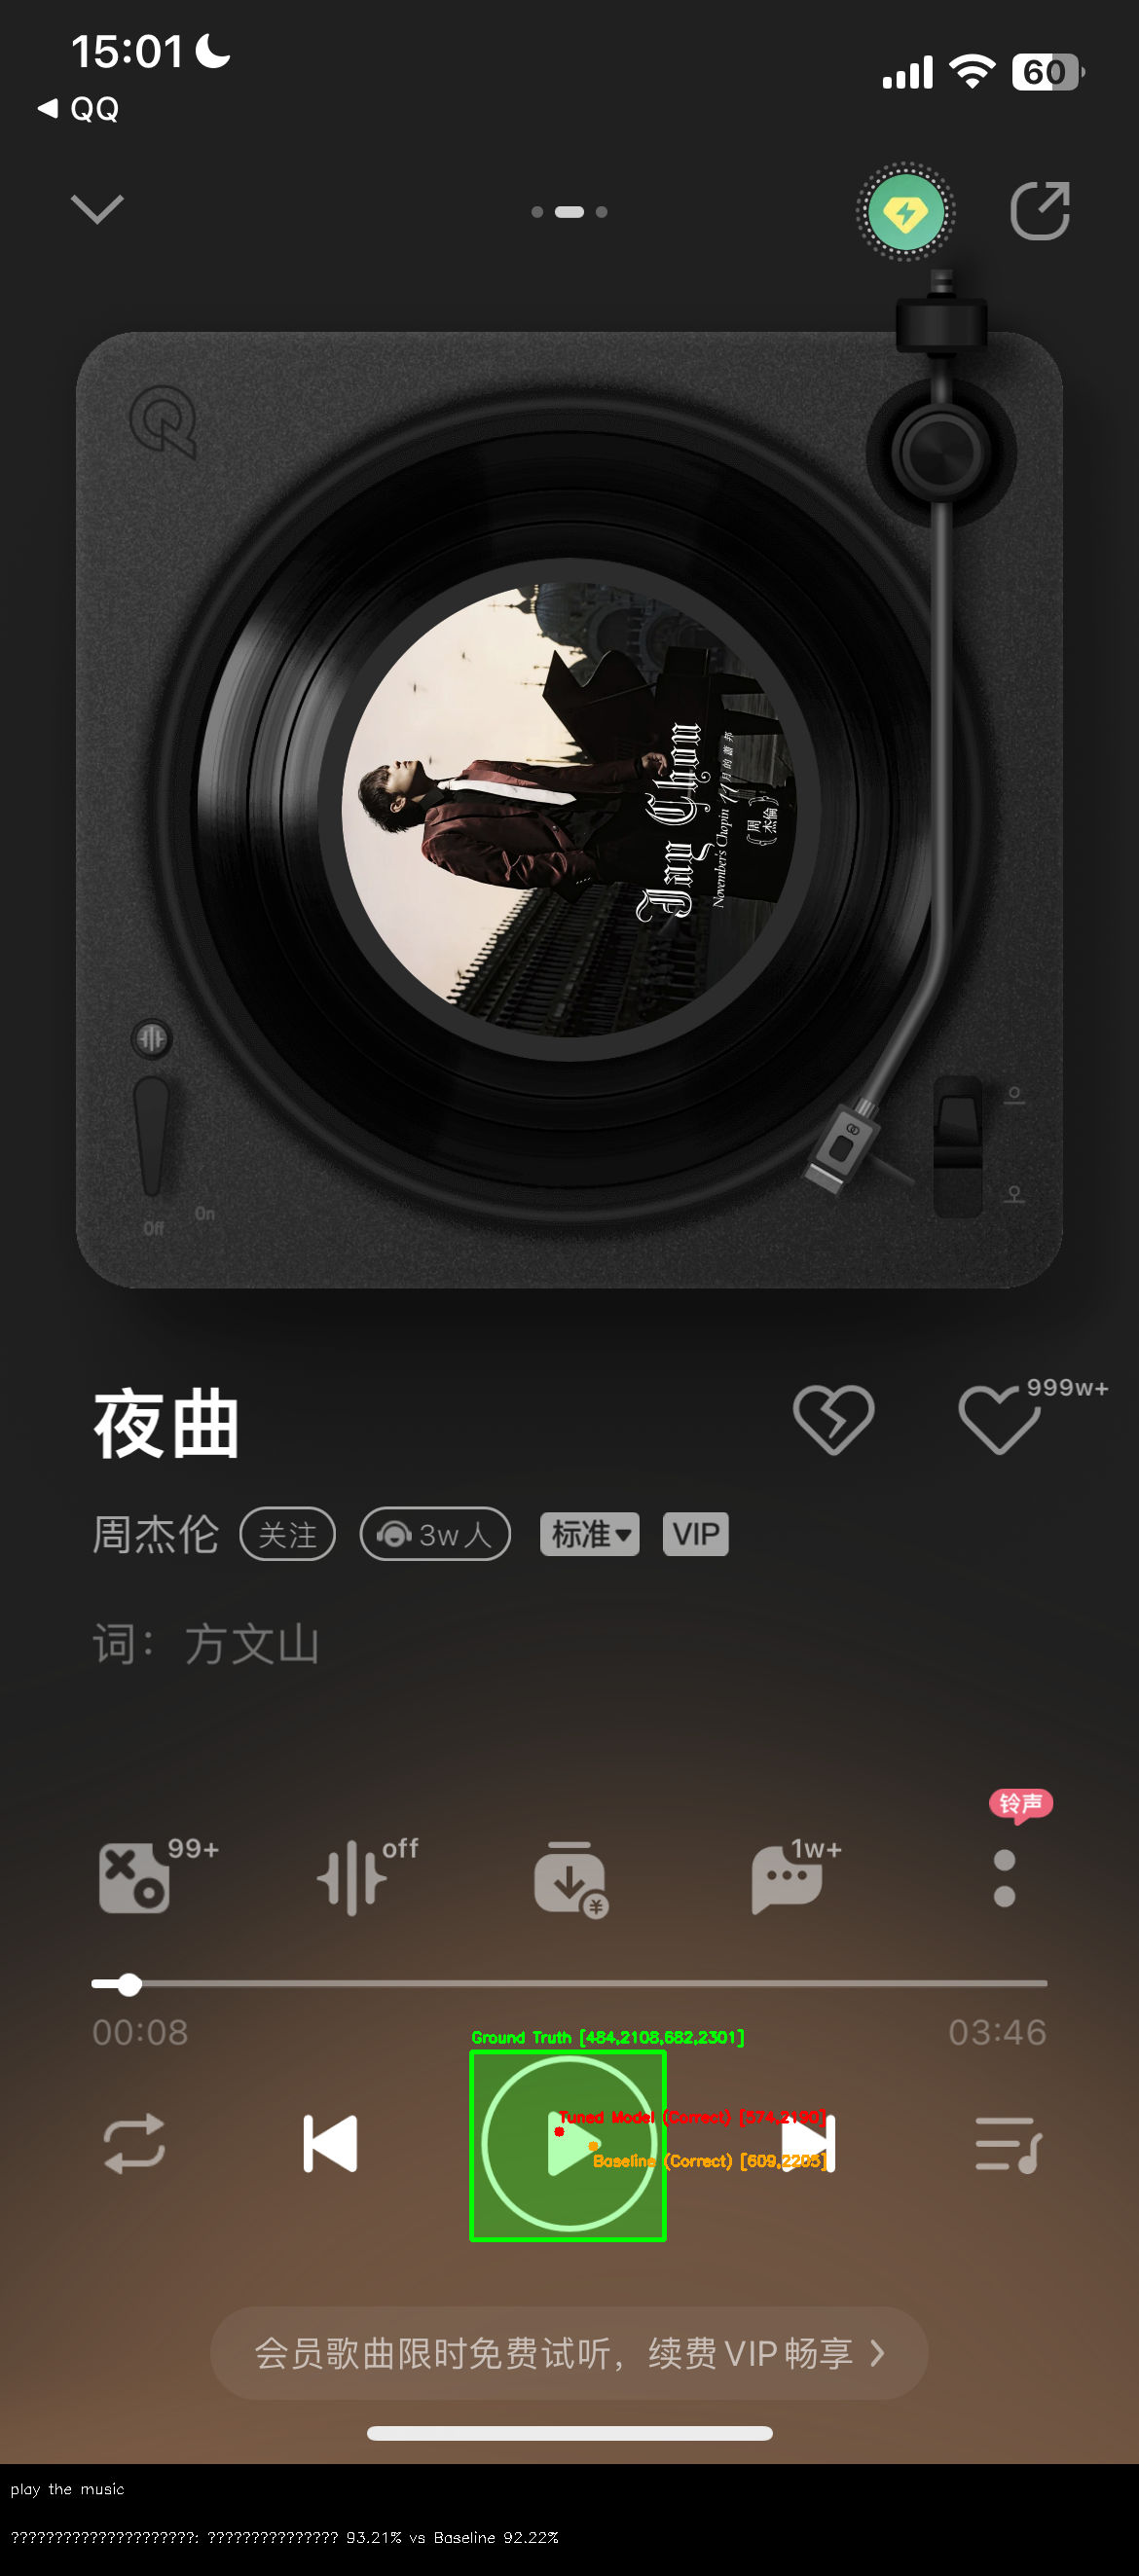 15:01
60
QQ
Jay Chou
November's Chopin 11月的蕭邦
(周杰倫)
Off
On
夜曲
999w+
周杰伦 关注 3w人 标准 VIP
词：方文山
铃声
99+
off
¥
1w+
00:08
03:46
Ground Truth [484,2108,682,2301]
Tuned Model (Correct) [574,2190]
Baseline (Correct) [609,2205]
会员歌曲限时免费试听，续费VIP畅享
play the music
?????????????????????: ??????????????? 93.21% vs Baseline 92.22%